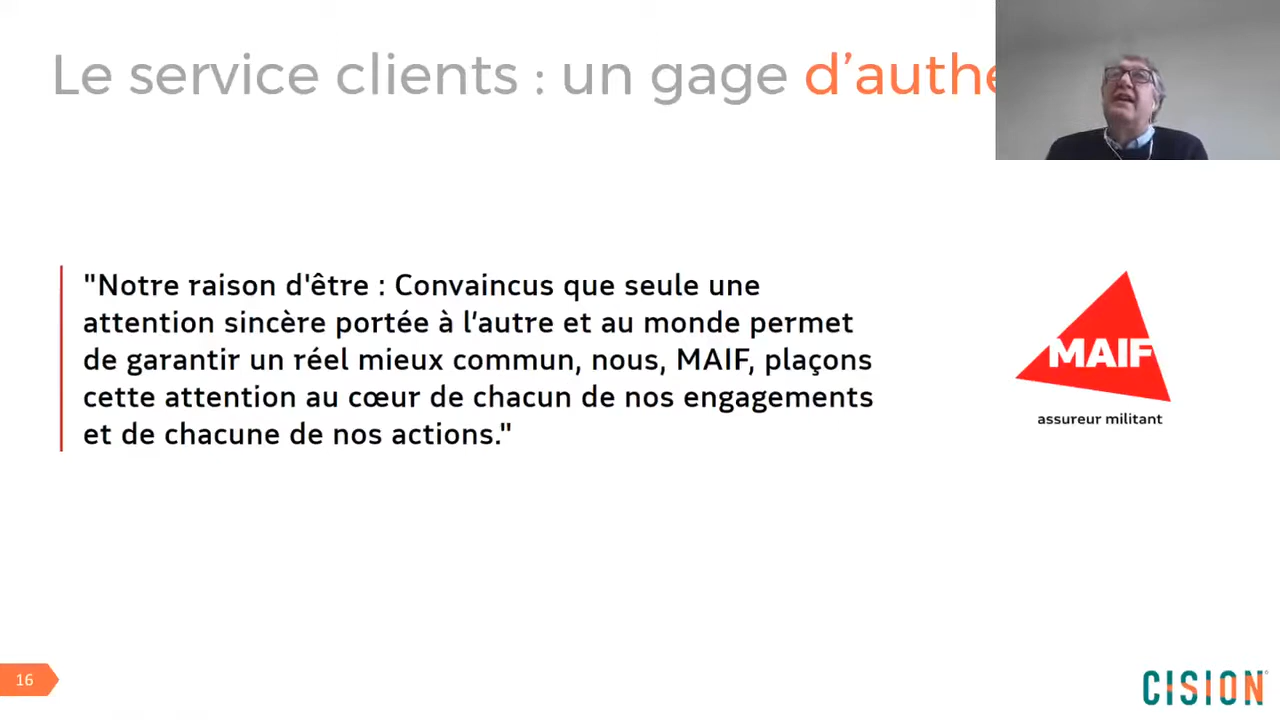 Le service clients : un gage
"Notre raison d'être : Convaincus que seule une
attention sincère portée à l’autre et au monde permet
de garantir un réel mieux commun, nous, MAIF, plaçons
cette attention au cœur de chacun de nos engagements
et de chacune de nos actions."
MAIF
assureur militant
16
CISION